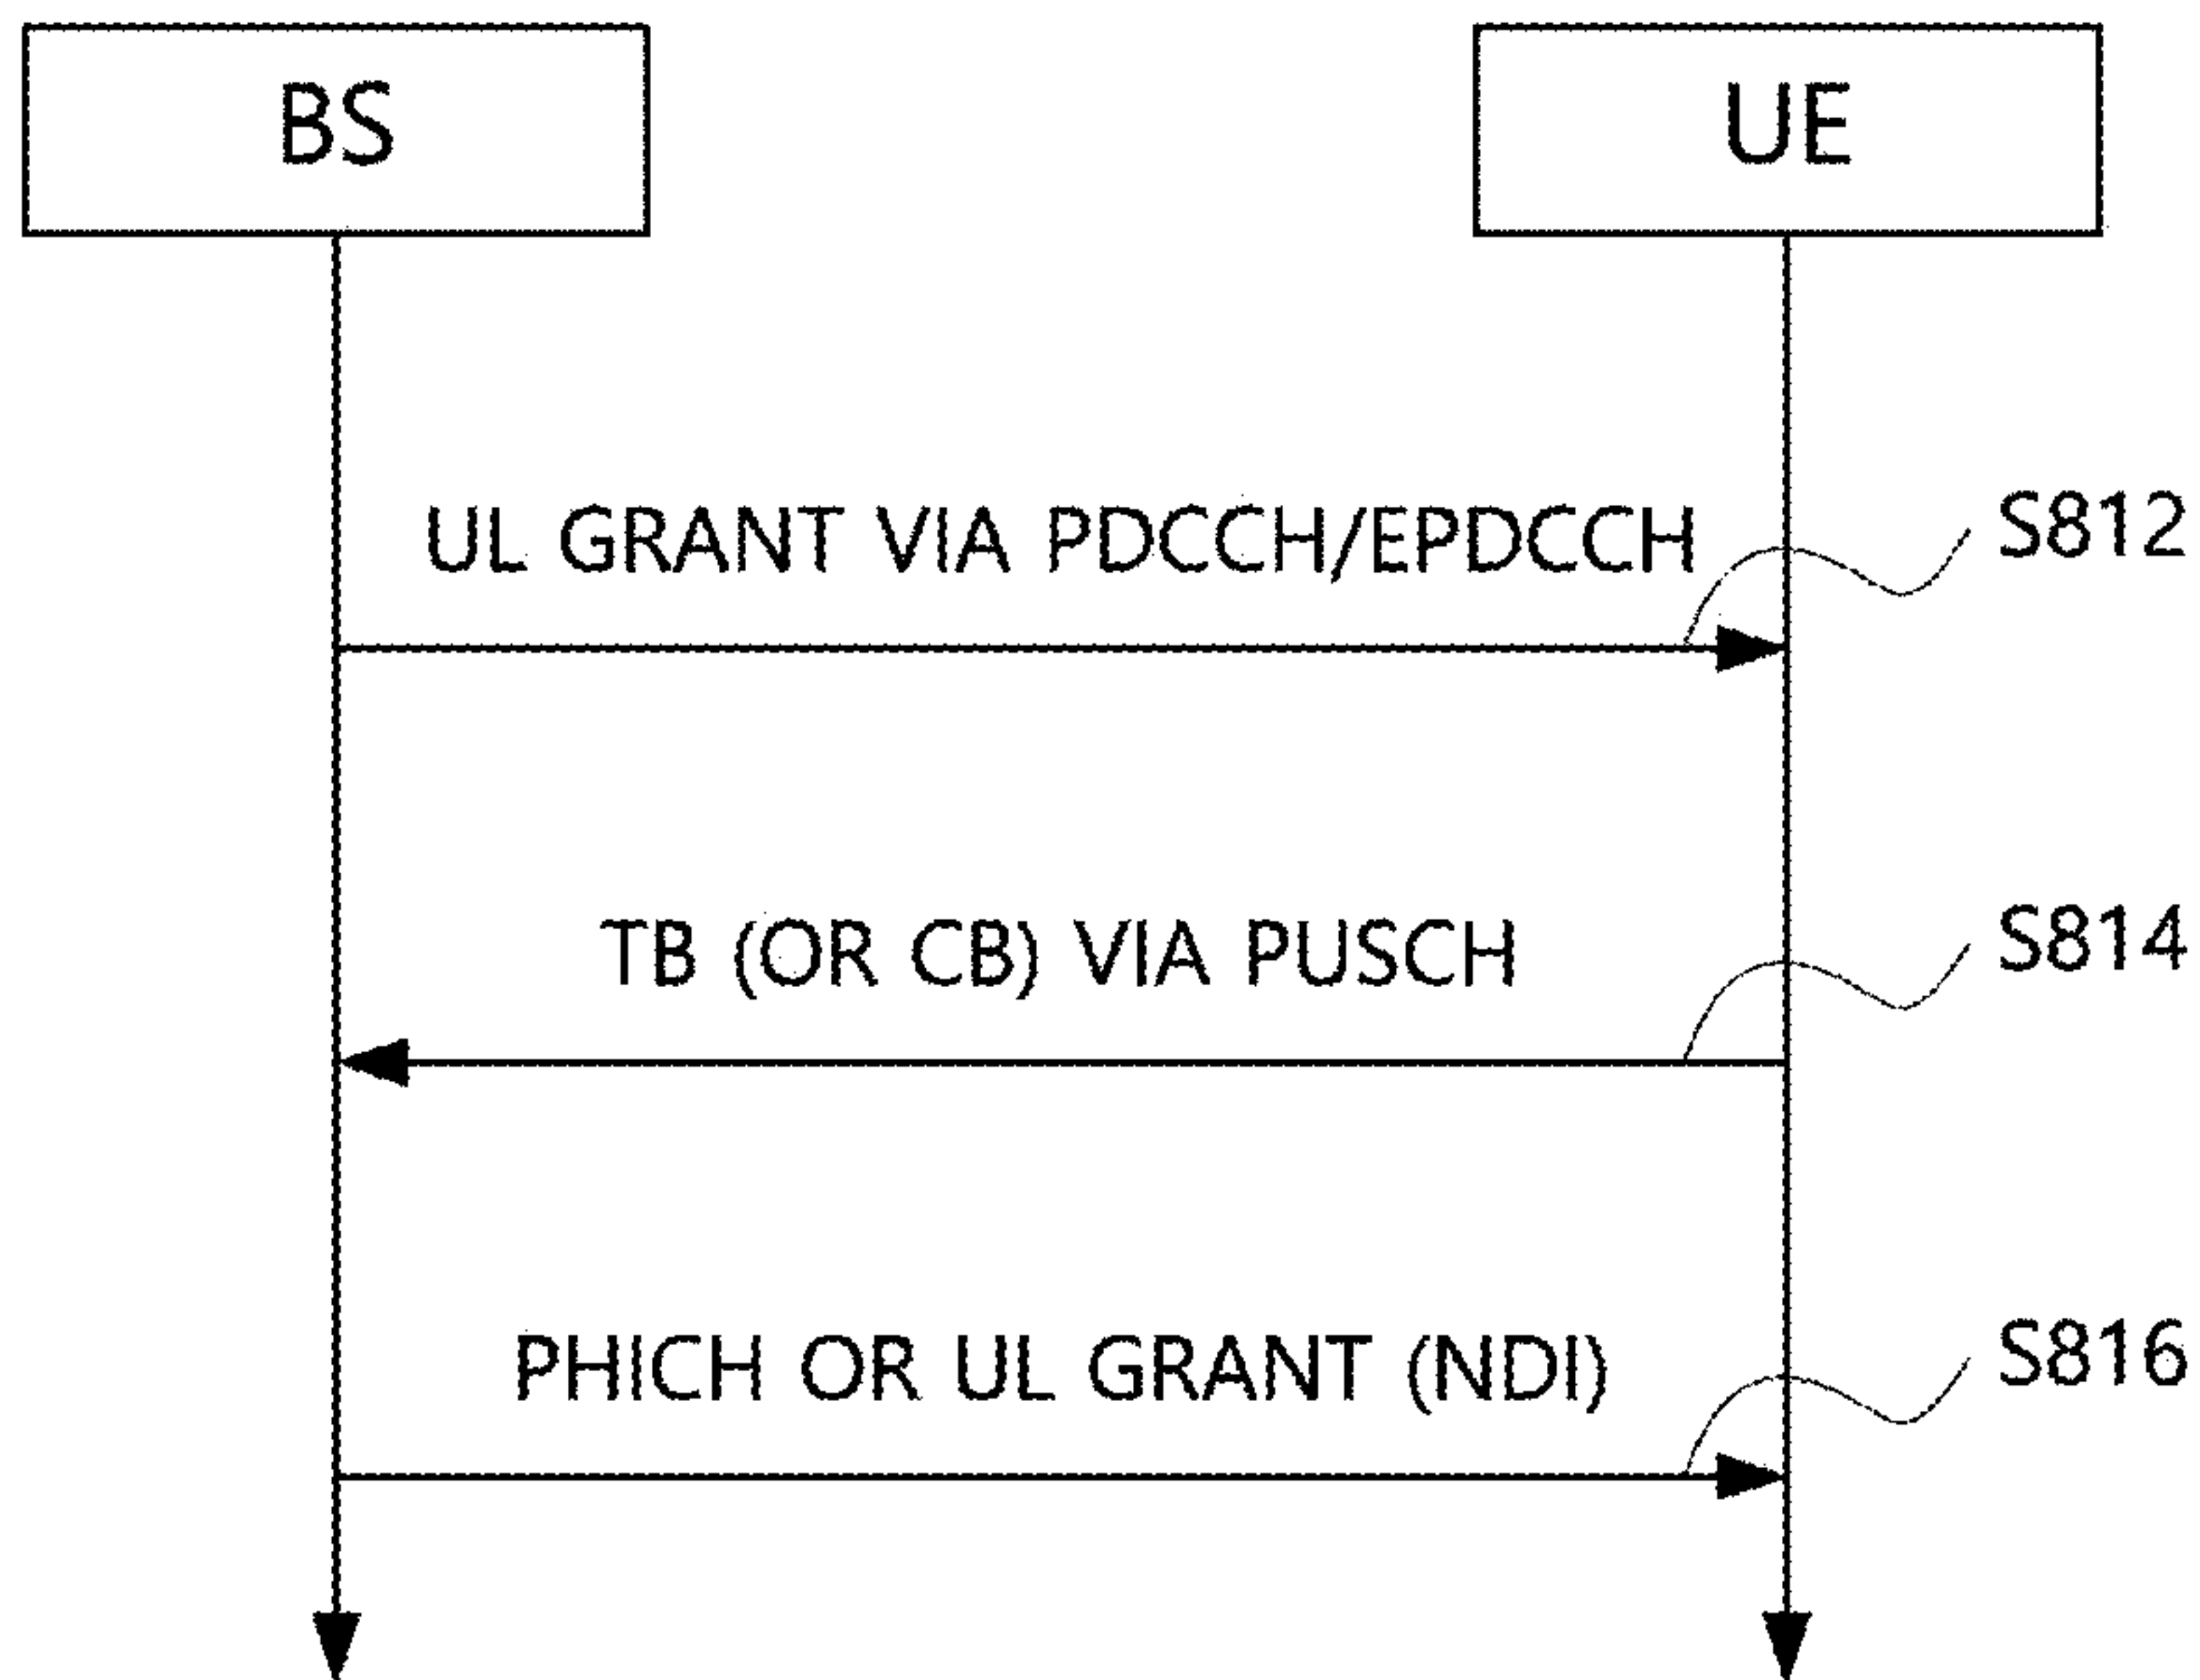 BS
UE
UL GRANT VIA PDCCH/EPDCCH
S812
TB (OR CB) VIA PUSCH
S814
PHICH OR UL GRANT (NDI)
S816